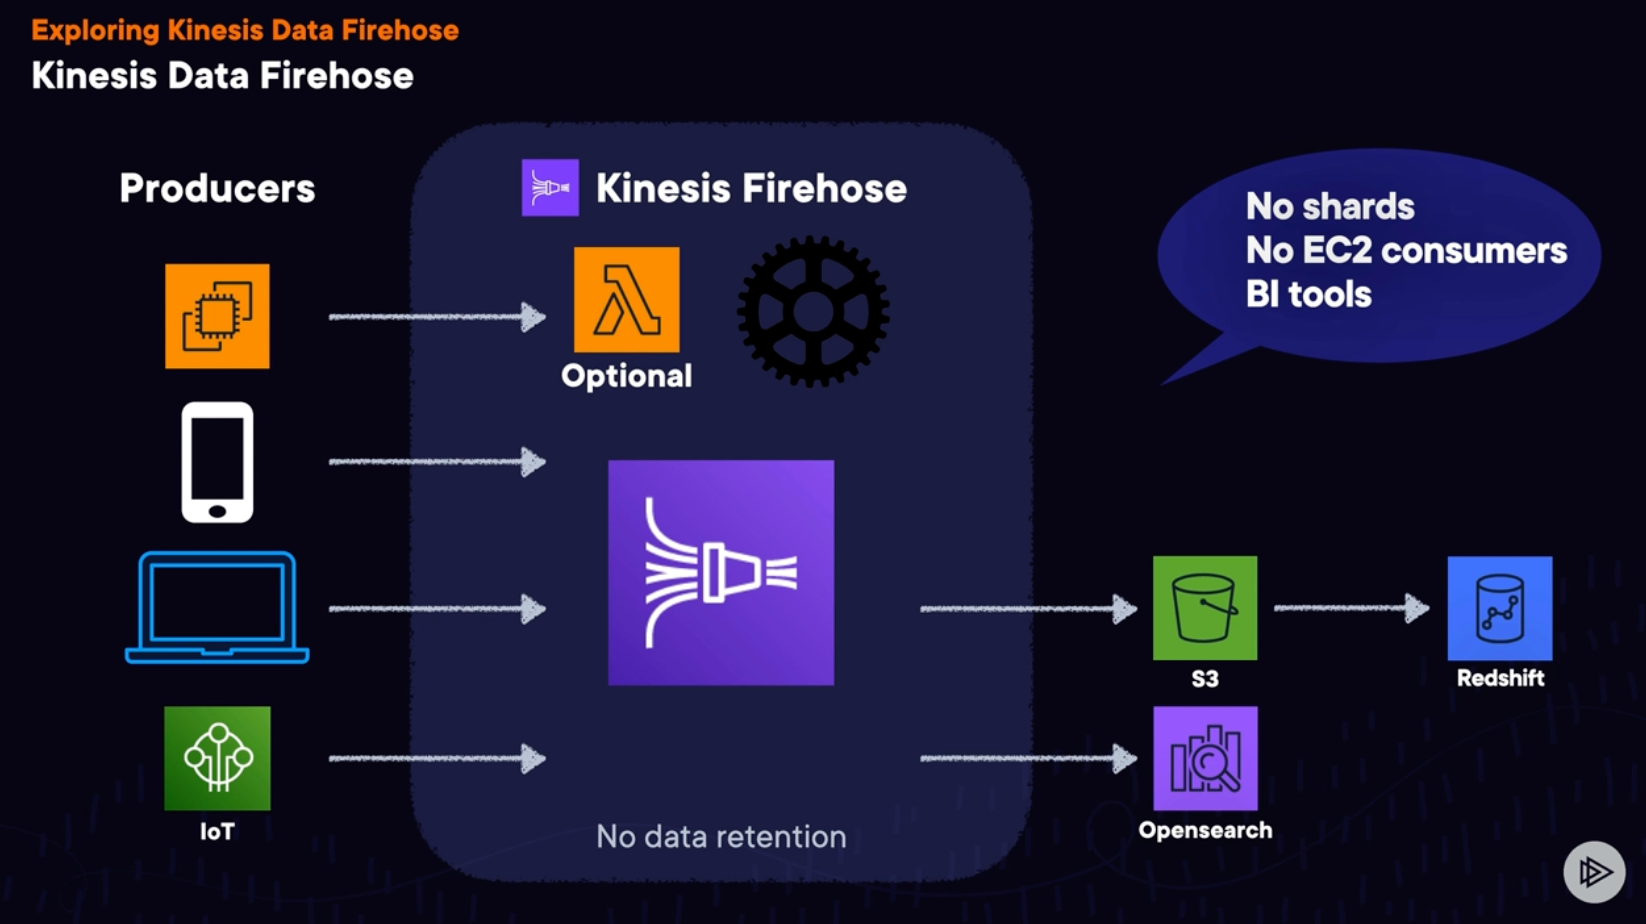 Exploring Kinesis Data Firehose
Kinesis Data Firehose
Producers
Kinesis Firehose
No shards
No EC2 consumers
BI tools
Optional
S3
Redshift
IoT
Opensearch
No data retention